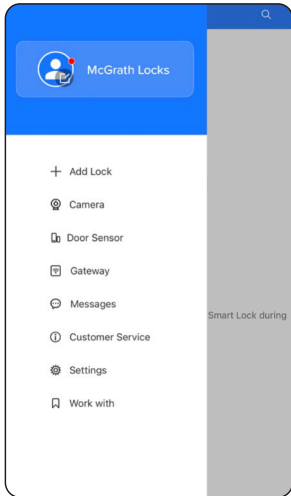 McGrath Locks
Add Lock
Camera
Door Sensor
Gateway
Messages
Smart Lock during
Customer Service
Settings
Work with